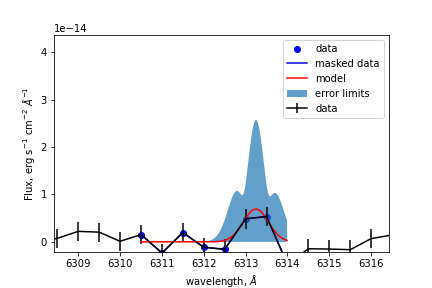 1e−14
data
masked data
model
error limits
data
Flux, erg s⁻¹ cm⁻² Å⁻¹
4
3
2
1
0
6309 6310 6311 6312 6313 6314 6315 6316
wavelength, Å